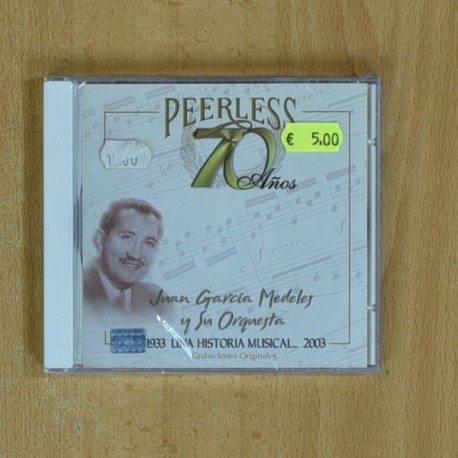 PEERLESS
70
Años
€ 5.00
Juan García Medeles
y Su Orquesta
1933 UNA HISTORIA MUSICAL... 2003
Grabaciones Originales